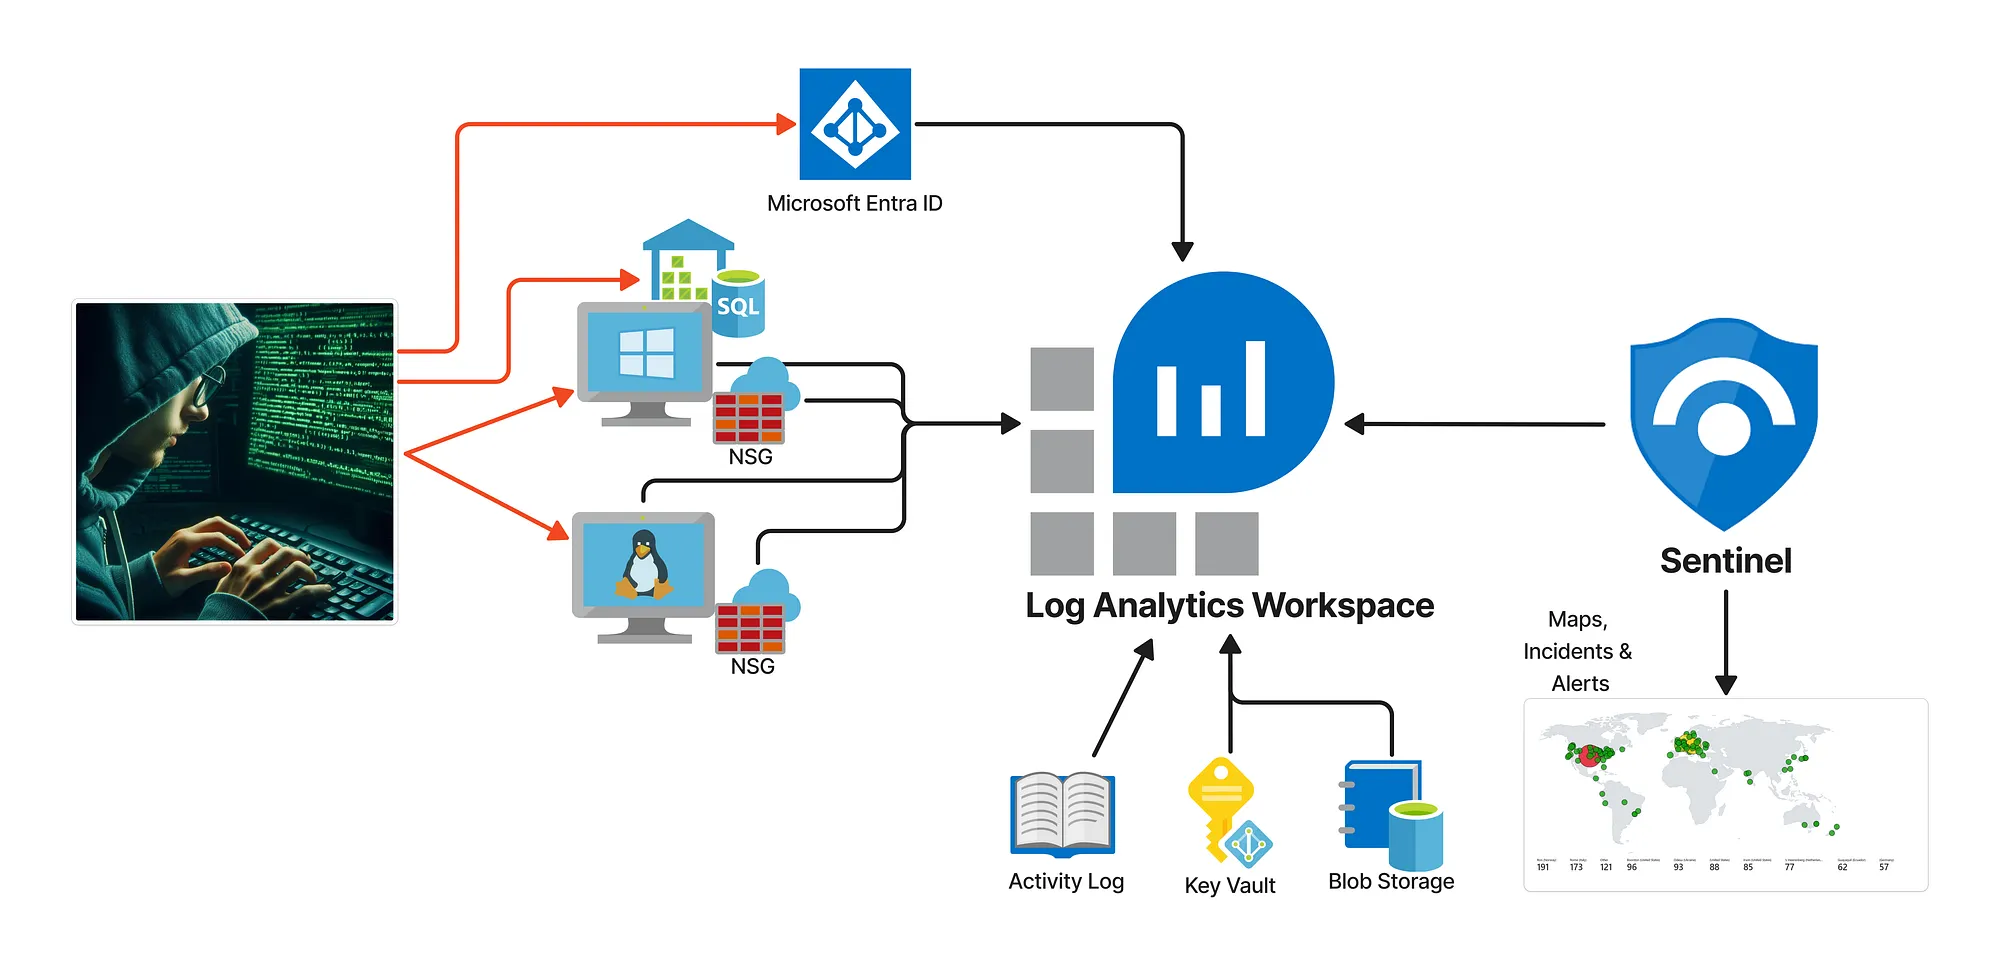 Microsoft Entra ID
SQL
NSG
NSG
Log Analytics Workspace
Sentinel
Maps,
Incidents &
Alerts
Activity Log
Key Vault
Blob Storage
191 173 121 96 93 88 85 77 62 57